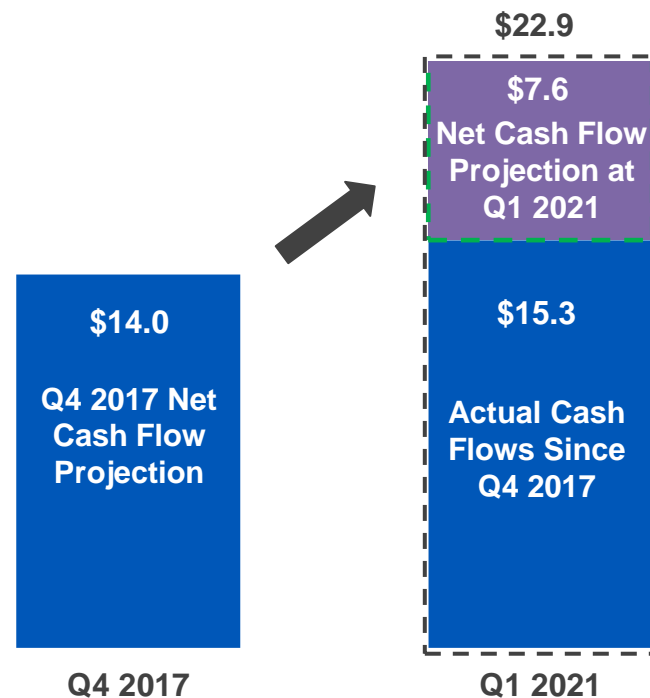 $22.9
$7.6
Net Cash Flow
Projection at
Q1 2021
$14.0
Q4 2017 Net
Cash Flow
Projection
$15.3
Actual Cash
Flows Since
Q4 2017
Q4 2017
Q1 2021